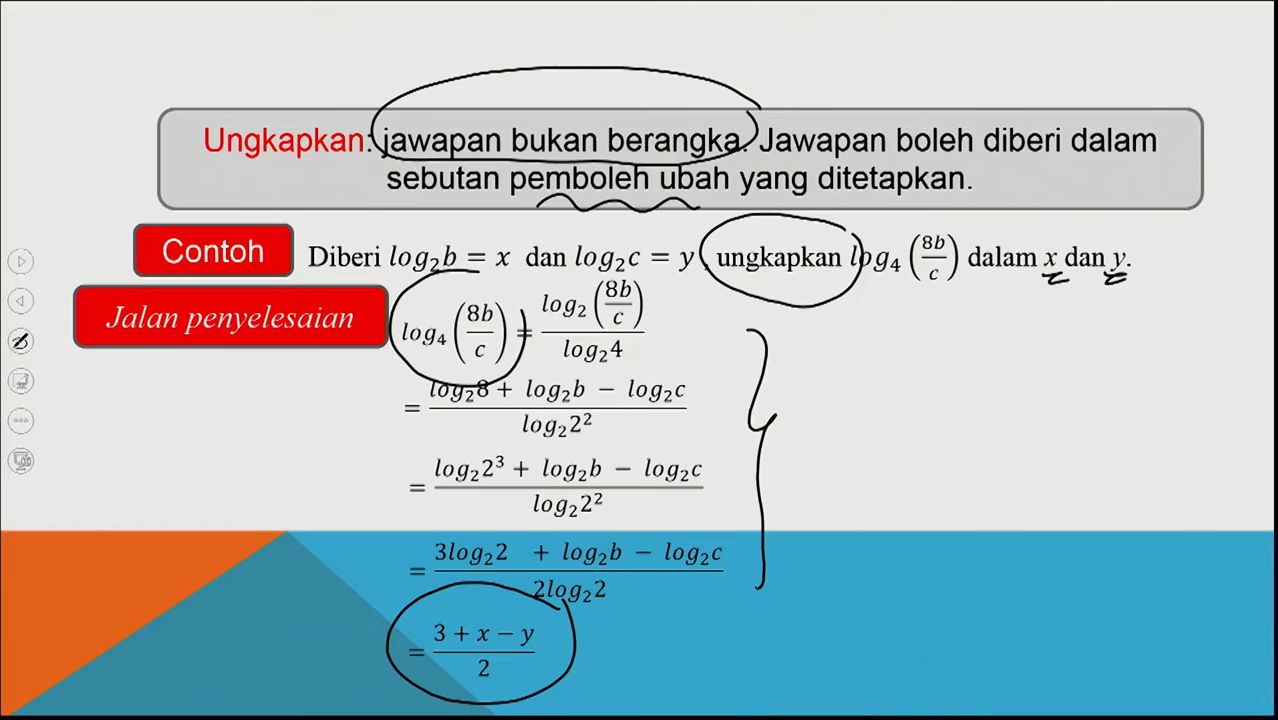 Ungkapkan: jawapan bukan berangka. Jawapan boleh diberi dalam
sebutan pemboleh ubah yang ditetapkan.
Contoh
Diberi log₂b = x dan log₂c = y, ungkapkan log₄(8b/c) dalam x dan y.
Jalan penyelesaian
log₄(8b/c) = log₂(8b/c) / log₂4
= (log₂8 + log₂b − log₂c) / log₂2²
= (log₂2³ + log₂b − log₂c) / log₂2²
= (3log₂2 + log₂b − log₂c) / 2log₂2
= (3 + x − y) / 2